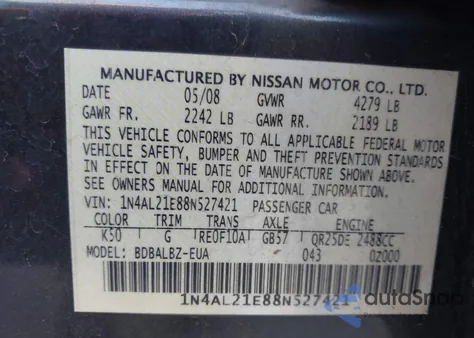 MANUFACTURED BY NISSAN MOTOR CO., LTD.
DATE 05/08 GVWR 4279 LB
GAWR FR. 2242 LB GAWR RR. 2189 LB
THIS VEHICLE CONFORMS TO ALL APPLICABLE FEDERAL MOTOR
VEHICLE SAFETY, BUMPER AND THEFT PREVENTION STANDARDS
IN EFFECT ON THE DATE OF MANUFACTURE SHOWN ABOVE.
SEE OWNERS MANUAL FOR ADDITIONAL INFORMATION.
VIN: 1N4AL21E88N527421 PASSENGER CAR
COLOR TRIM TRANS AXLE ENGINE
K50 G RE0F10A GB57 QR25DE 2488CC
MODEL: BDBALBZ-EUA 043 02000
1N4AL21E88N527421
autoSnap